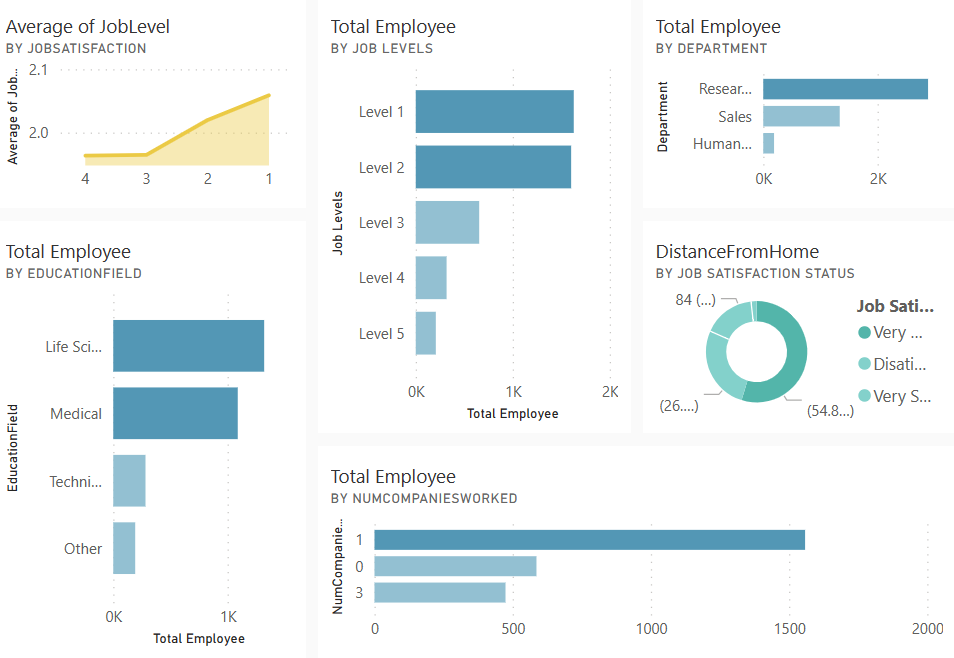 Average of JobLevel
BY JOBSATISFACTION
Average of Job...
2.1
2.0
4 3 2 1
Total Employee
BY EDUCATIONFIELD
EducationField
Life Sci...
Medical
Techni...
Other
0K 1K
Total Employee
Total Employee
BY JOB LEVELS
Job Levels
Level 1
Level 2
Level 3
Level 4
Level 5
0K 1K 2K
Total Employee
Total Employee
BY DEPARTMENT
Department
Resear...
Sales
Human...
0K 2K
DistanceFromHome
BY JOB SATISFACTION STATUS
84 (...)
(26....)
(54.8...)
Job Sati...
Very ...
Disati...
Very S...
Total Employee
BY NUMCOMPANIESWORKED
NumCompanie...
1
0
3
0 500 1000 1500 2000